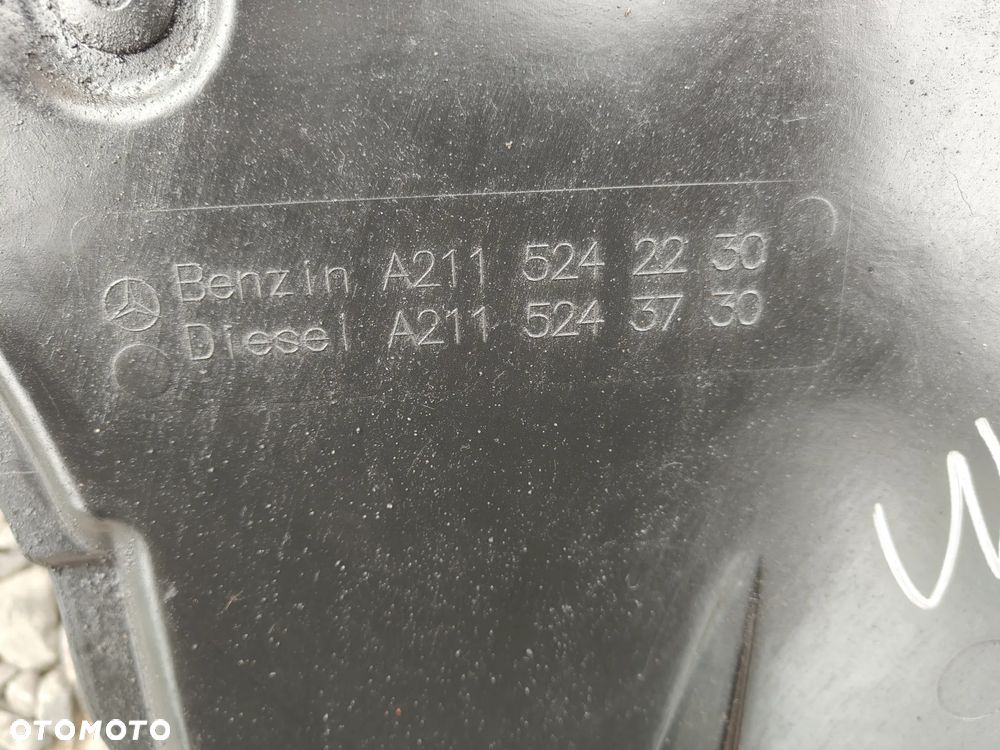 Benzin A211 524 22 30
Diesel A211 524 37 30
OTOMOTO